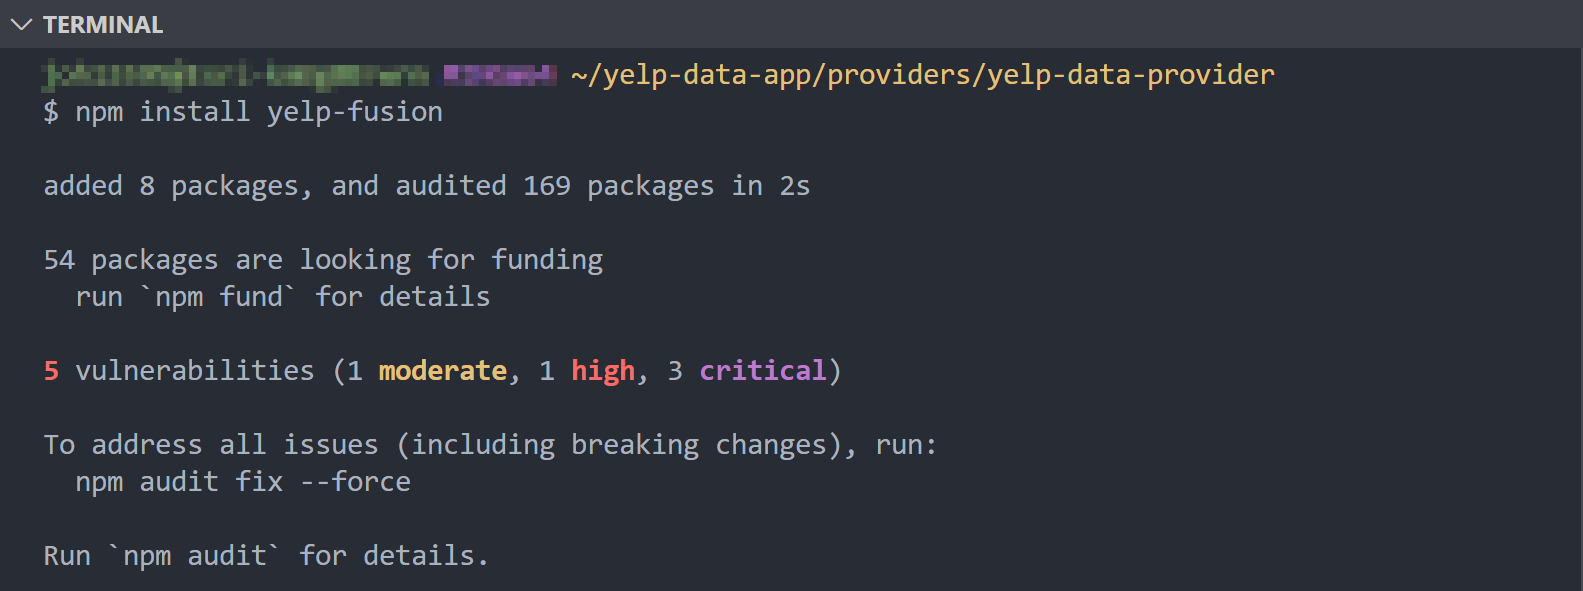 TERMINAL
~/yelp-data-app/providers/yelp-data-provider
$ npm install yelp-fusion
added 8 packages, and audited 169 packages in 2s
54 packages are looking for funding
run `npm fund` for details
5 vulnerabilities (1 moderate, 1 high, 3 critical)
To address all issues (including breaking changes), run:
npm audit fix --force
Run `npm audit` for details.